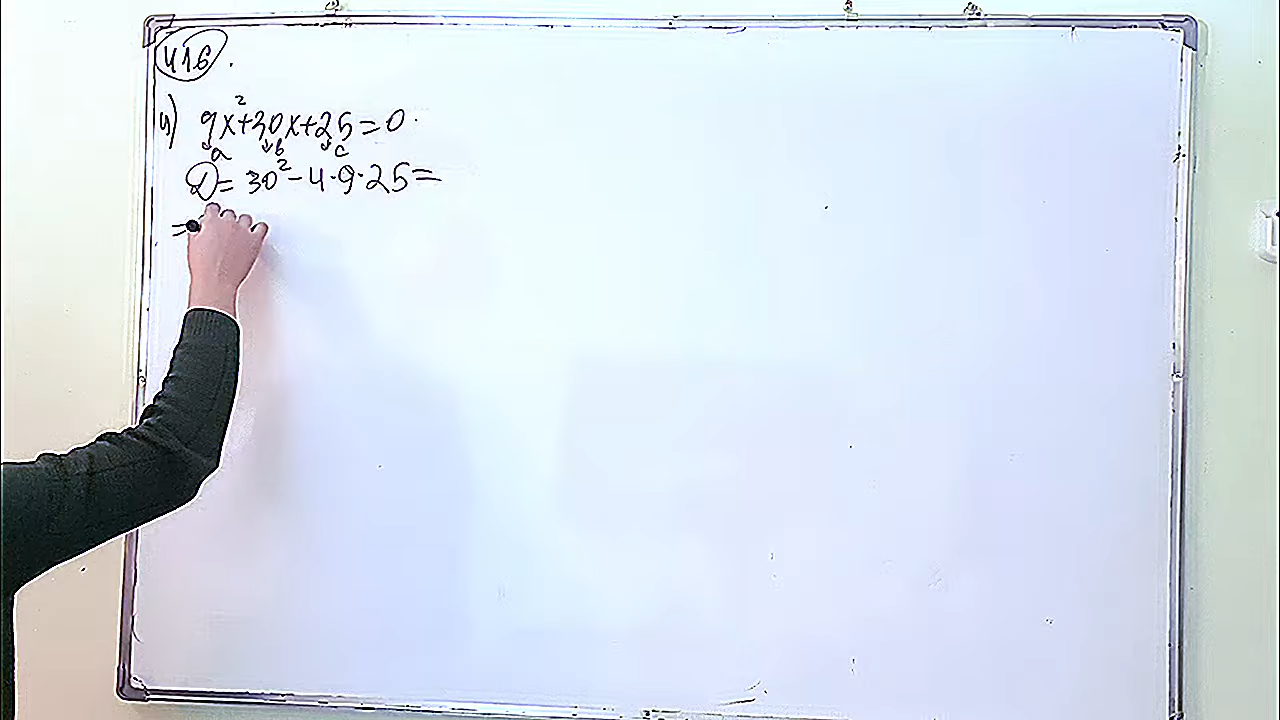 416.
и) 9x²+30x+25=0.
a b c
D=30²-4·9·25=
=